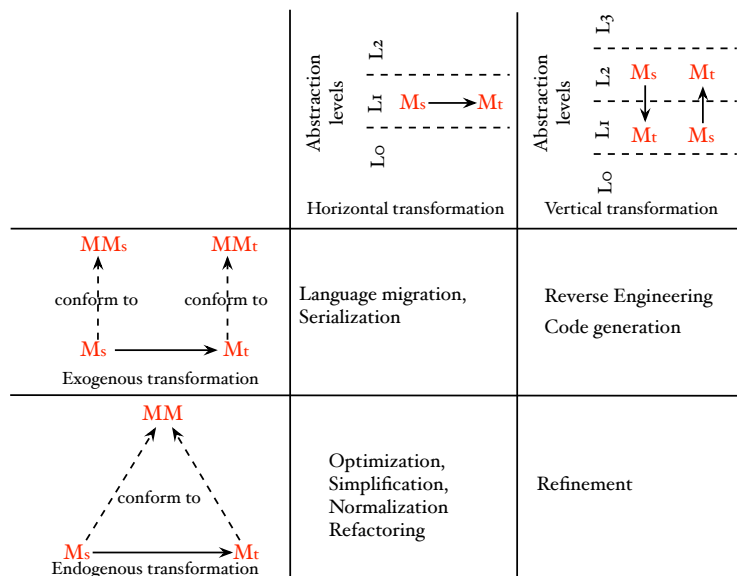 Abstraction
levels
L2
L1
L0
Ms
Mt
Horizontal transformation
Abstraction
levels
L3
L2
L1
L0
Ms
Mt
Mt
Ms
Vertical transformation
MMs
MMt
conform to
conform to
Ms
Mt
Exogenous transformation
Language migration,
Serialization
Reverse Engineering
Code generation
MM
conform to
Ms
Mt
Endogenous transformation
Optimization,
Simplification,
Normalization
Refactoring
Refinement